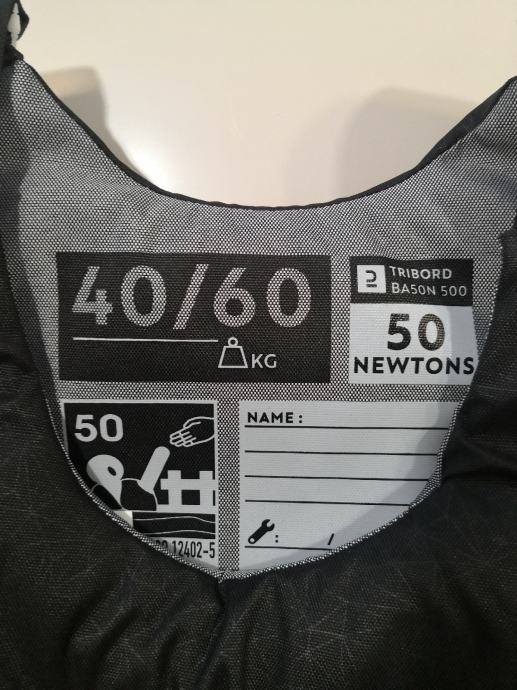 40/60
KG
TRIBORD
BA50N 500
50
NEWTONS
50
12402-5
NAME :
: /